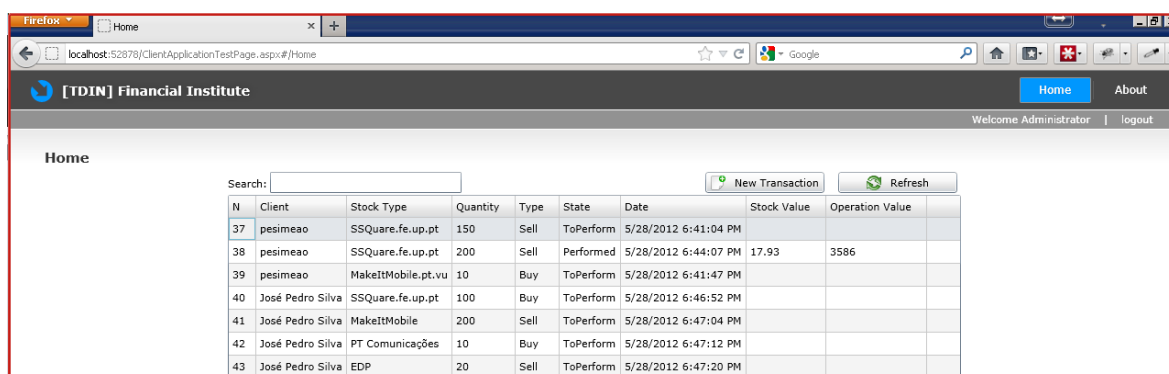 Firefox
Home
localhost:52878/ClientApplicationTestPage.aspx#/Home
Google
[TDIN] Financial Institute
Home About
Welcome Administrator | logout
Home
Search: New Transaction Refresh
N Client Stock Type Quantity Type State Date Stock Value Operation Value
37 pesimeao SSQuare.fe.up.pt 150 Sell ToPerform 5/28/2012 6:41:04 PM
38 pesimeao SSQuare.fe.up.pt 200 Sell Performed 5/28/2012 6:44:07 PM 17.93 3586
39 pesimeao MakeItMobile.pt.vu 10 Buy ToPerform 5/28/2012 6:41:47 PM
40 José Pedro Silva SSQuare.fe.up.pt 100 Buy ToPerform 5/28/2012 6:46:52 PM
41 José Pedro Silva MakeItMobile 200 Sell ToPerform 5/28/2012 6:47:04 PM
42 José Pedro Silva PT Comunicações 10 Buy ToPerform 5/28/2012 6:47:12 PM
43 José Pedro Silva EDP 20 Sell ToPerform 5/28/2012 6:47:20 PM